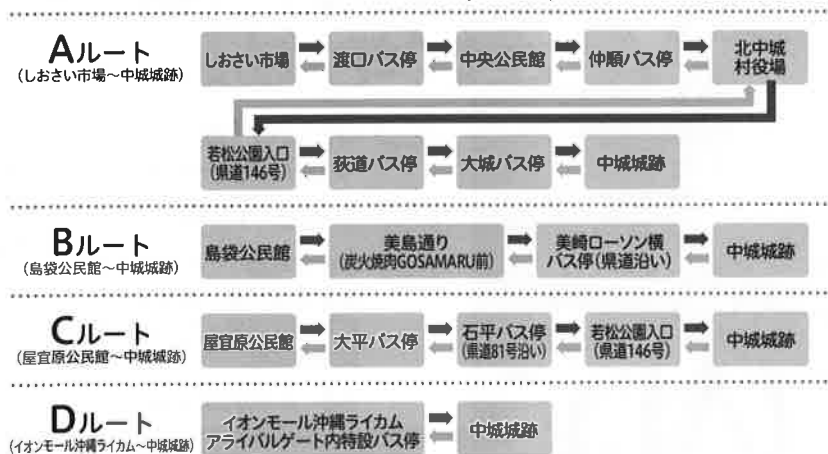 Aルート
(しおさい市場～中城城跡)
しおさい市場
渡口バス停
中央公民館
仲順バス停
北中城
村役場
若松公園入口
(県道146号)
荻道バス停
大城バス停
中城城跡
Bルート
(島袋公民館～中城城跡)
島袋公民館
美島通り
(炭火焼肉GOSAMARU前)
美崎ローソン横
バス停(県道沿い)
中城城跡
Cルート
(屋宜原公民館～中城城跡)
屋宜原公民館
大平バス停
石平バス停
(県道81号沿い)
若松公園入口
(県道146号)
中城城跡
Dルート
(イオンモール沖縄ライカム～中城城跡)
イオンモール沖縄ライカム
アライバルゲート内特設バス停
中城城跡